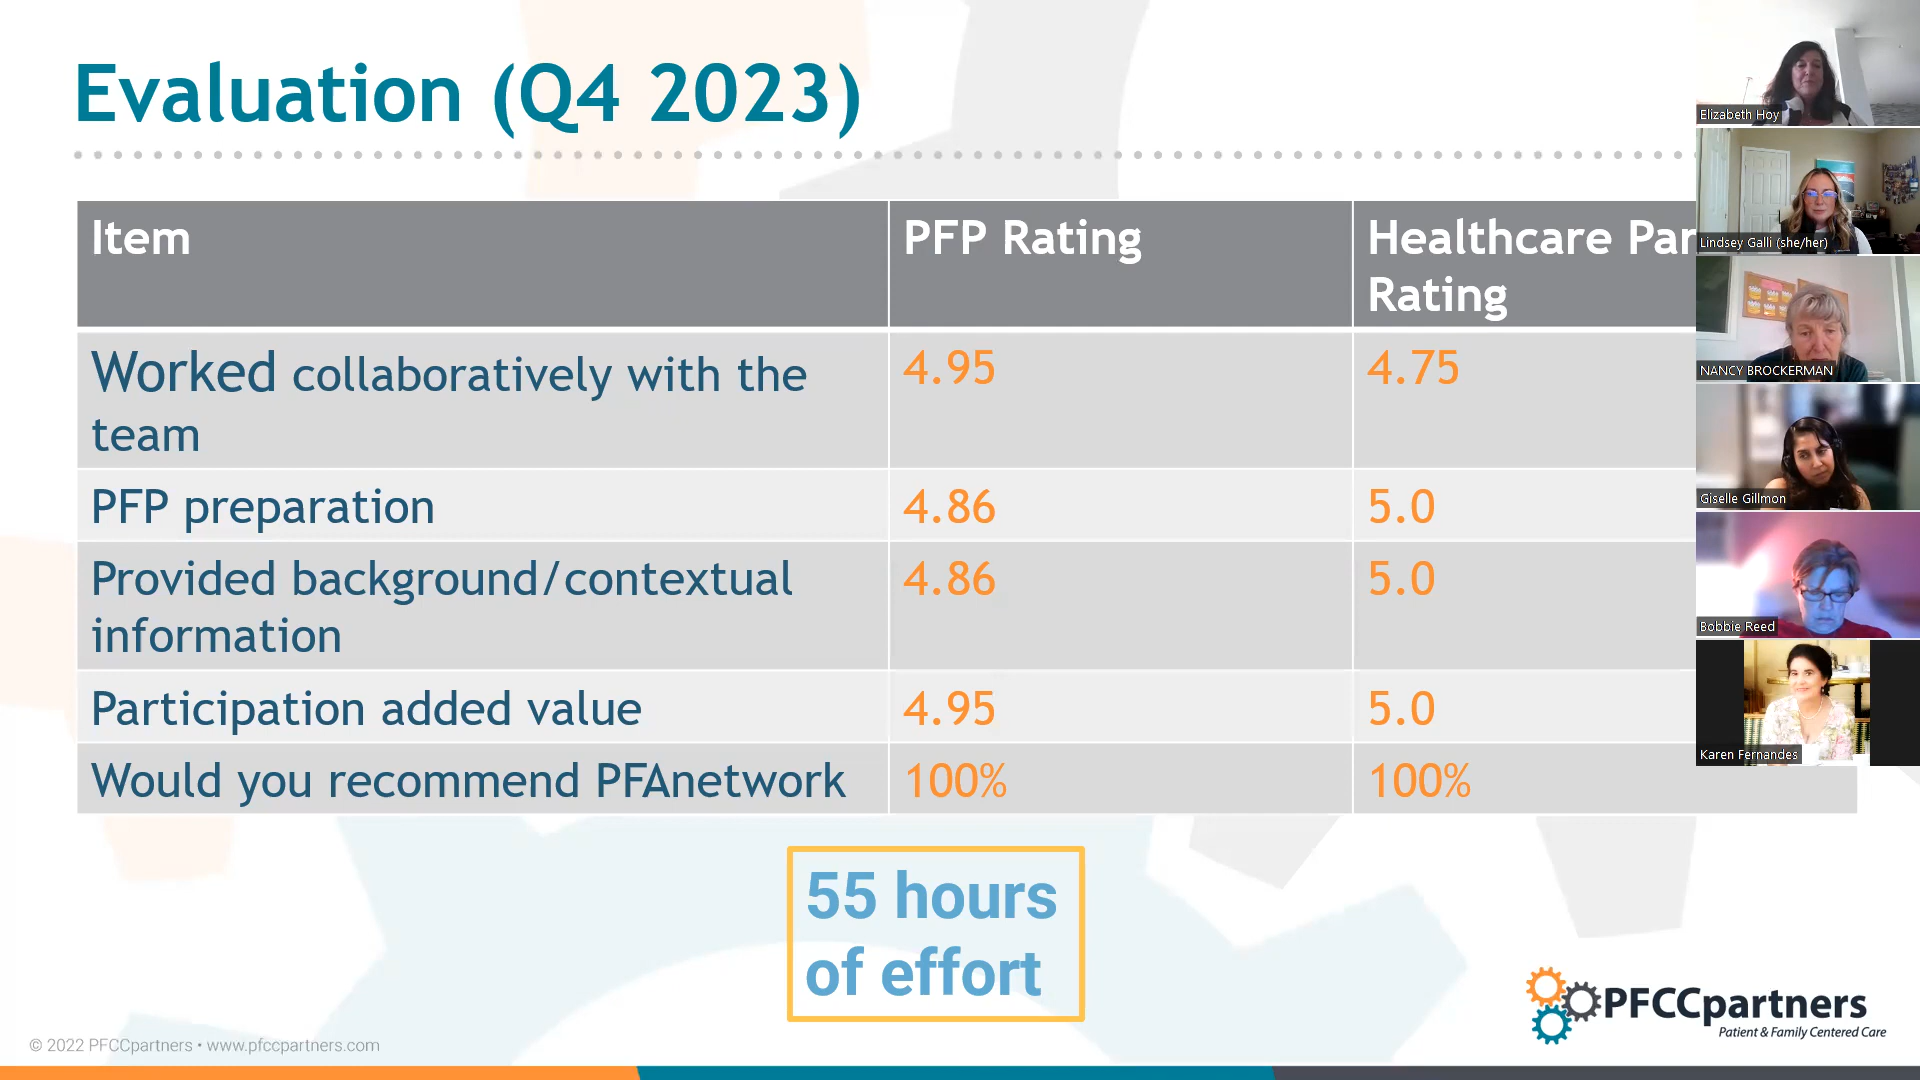 Evaluation (Q4 2023)
Item
PFP Rating
Healthcare Par
Rating
Worked collaboratively with the
team
4.95
4.75
PFP preparation
4.86
5.0
Provided background/contextual
information
4.86
5.0
Participation added value
4.95
5.0
Would you recommend PFAnetwork
100%
100%
55 hours
of effort
© 2022 PFCCpartners • www.pfccpartners.com
PFCCpartners
Patient & Family Centered Care
Elizabeth Hoy
Lindsey Galli (she/her)
NANCY BROCKERMAN
Giselle Gillmon
Bobbie Reed
Karen Fernandes